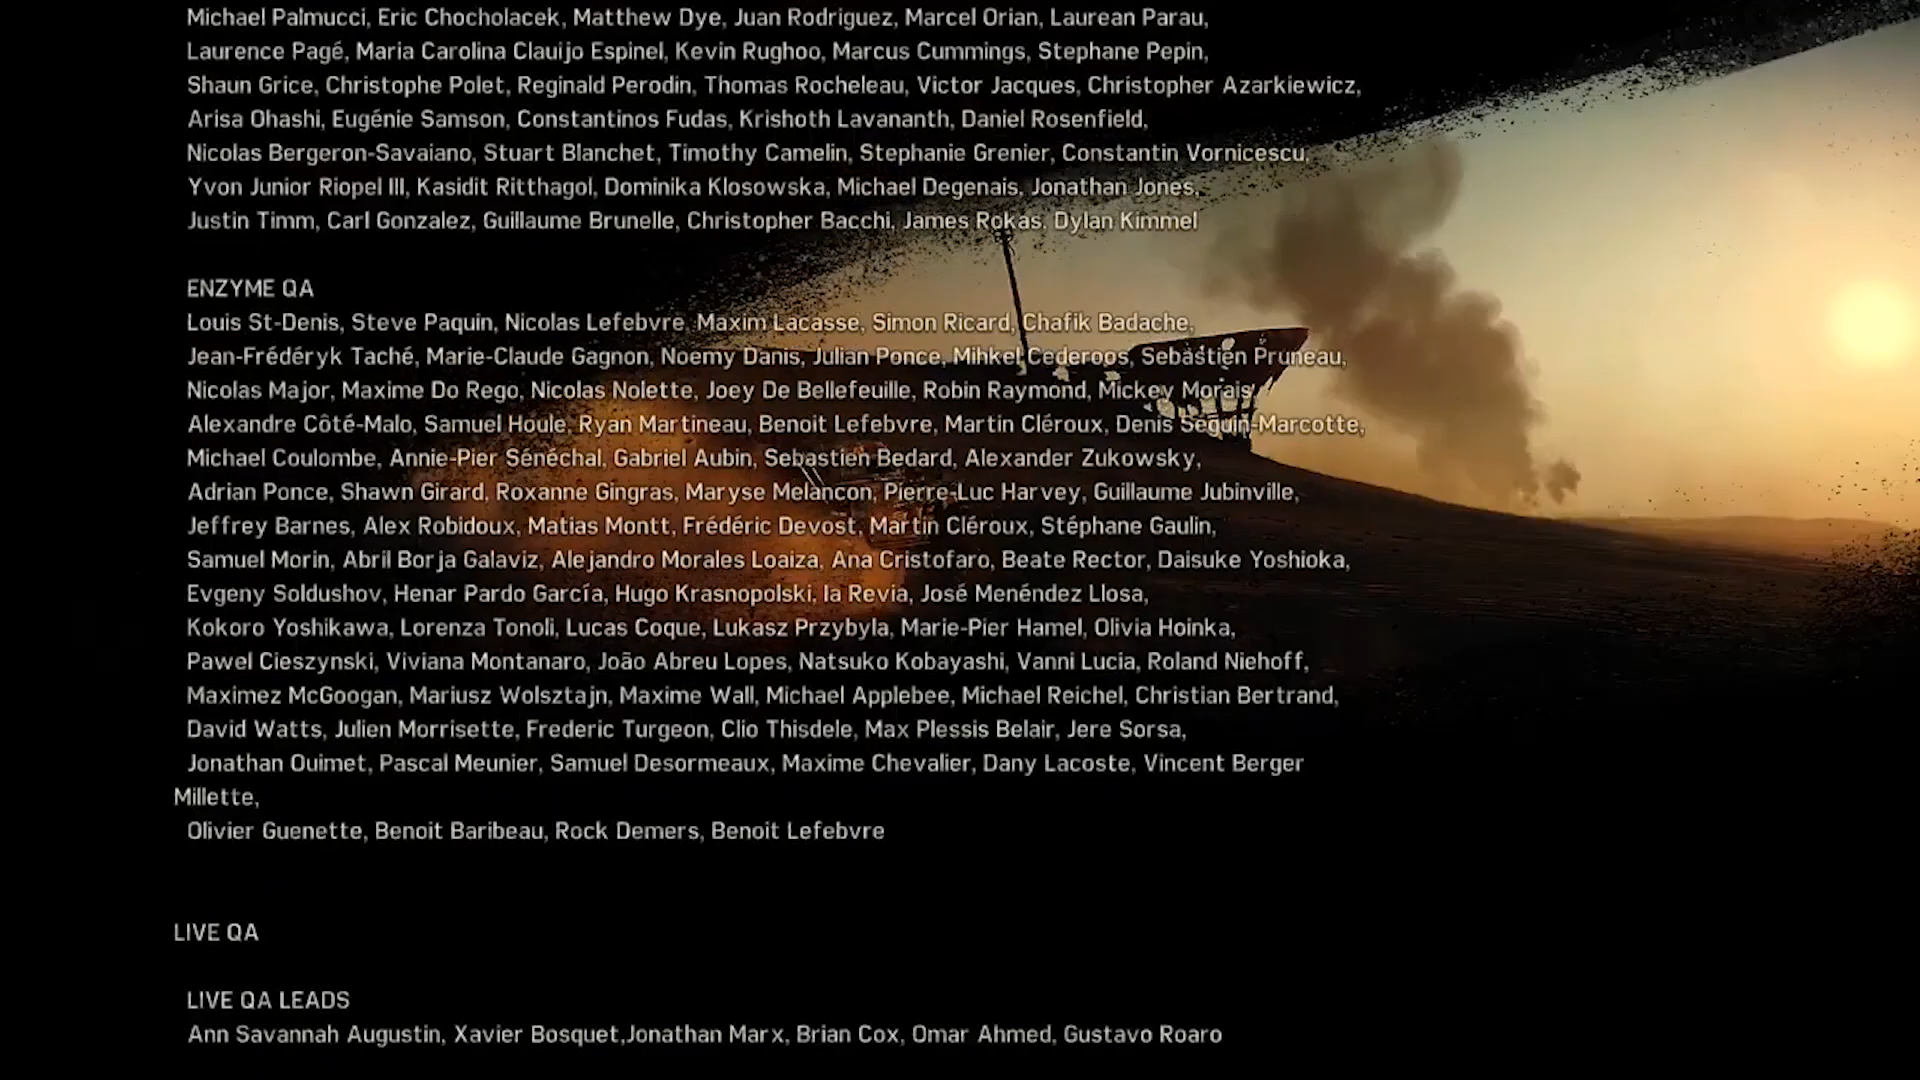 Michael Palmucci, Eric Chocholacek, Matthew Dye, Juan Rodriguez, Marcel Orian, Laurean Parau,
Laurence Pagé, Maria Carolina Clauijo Espinel, Kevin Rughoo, Marcus Cummings, Stephane Pepin,
Shaun Grice, Christophe Polet, Reginald Perodin, Thomas Rocheleau, Victor Jacques, Christopher Azarkiewicz,
Arisa Ohashi, Eugénie Samson, Constantinos Fudas, Krishoth Lavananth, Daniel Rosenfield,
Nicolas Bergeron-Savaiano, Stuart Blanchet, Timothy Camelin, Stephanie Grenier, Constantin Vornicescu,
Yvon Junior Riopel III, Kasidit Ritthagol, Dominika Klosowska, Michael Degenais, Jonathan Jones,
Justin Timm, Carl Gonzalez, Guillaume Brunelle, Christopher Bacchi, James Rokas, Dylan Kimmel
ENZYME QA
Louis St-Denis, Steve Paquin, Nicolas Lefebvre, Maxim Lacasse, Simon Ricard, Chafik Badache,
Jean-Frédéryk Taché, Marie-Claude Gagnon, Noemy Danis, Julian Ponce, Mihkel Cederoos, Sebastien Pruneau,
Nicolas Major, Maxime Do Rego, Nicolas Nolette, Joey De Bellefeuille, Robin Raymond, Mickey Morais,
Alexandre Côté-Malo, Samuel Houle, Ryan Martineau, Benoit Lefebvre, Martin Cléroux, Denis Séguin-Marcotte,
Michael Coulombe, Annie-Pier Sénéchal, Gabriel Aubin, Sebastien Bedard, Alexander Zukowsky,
Adrian Ponce, Shawn Girard, Roxanne Gingras, Maryse Melancon, Pierre-Luc Harvey, Guillaume Jubinville,
Jeffrey Barnes, Alex Robidoux, Matias Montt, Frédéric Devost, Martin Cléroux, Stéphane Gaulin,
Samuel Morin, Abril Borja Galaviz, Alejandro Morales Loaiza, Ana Cristofaro, Beate Rector, Daisuke Yoshioka,
Evgeny Soldushov, Henar Pardo García, Hugo Krasnopolski, Ia Revia, José Menéndez Llosa,
Kokoro Yoshikawa, Lorenza Tonoli, Lucas Coque, Lukasz Przybyla, Marie-Pier Hamel, Olivia Hoinka,
Pawel Cieszynski, Viviana Montanaro, João Abreu Lopes, Natsuko Kobayashi, Vanni Lucia, Roland Niehoff,
Maximez McGoogan, Mariusz Wolsztajn, Maxime Wall, Michael Applebee, Michael Reichel, Christian Bertrand,
David Watts, Julien Morrisette, Frederic Turgeon, Clio Thisdele, Max Plessis Belair, Jere Sorsa,
Jonathan Ouimet, Pascal Meunier, Samuel Desormeaux, Maxime Chevalier, Dany Lacoste, Vincent Berger
Millette,
Olivier Guenette, Benoit Baribeau, Rock Demers, Benoit Lefebvre
LIVE QA
LIVE QA LEADS
Ann Savannah Augustin, Xavier Bosquet,Jonathan Marx, Brian Cox, Omar Ahmed, Gustavo Roaro